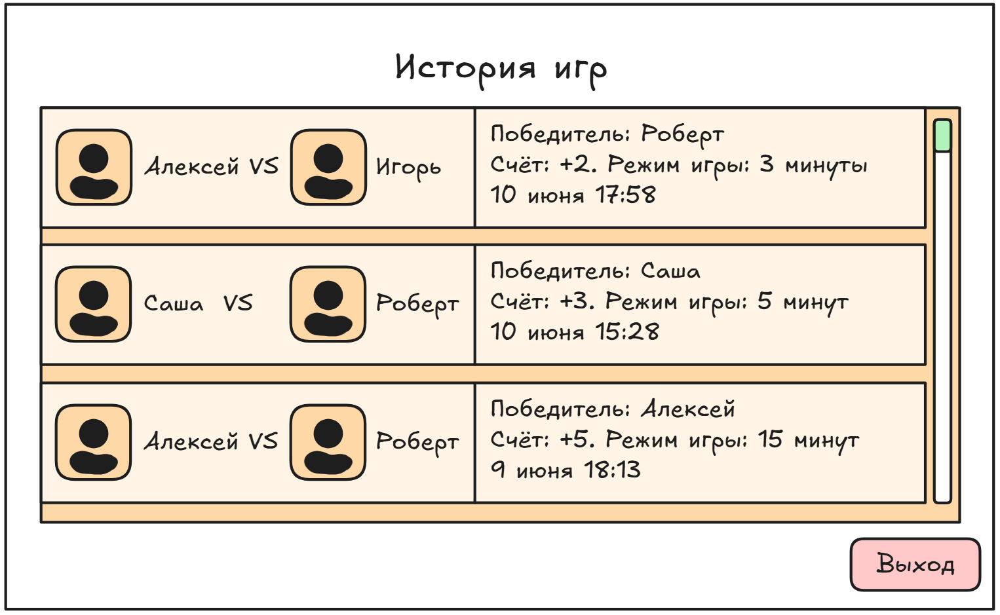 История игр
Алексей VS Игорь
Победитель: Роберт
Счёт: +2. Режим игры: 3 минуты
10 июня 17:58
Саша VS Роберт
Победитель: Саша
Счёт: +3. Режим игры: 5 минут
10 июня 15:28
Алексей VS Роберт
Победитель: Алексей
Счёт: +5. Режим игры: 15 минут
9 июня 18:13
Выход